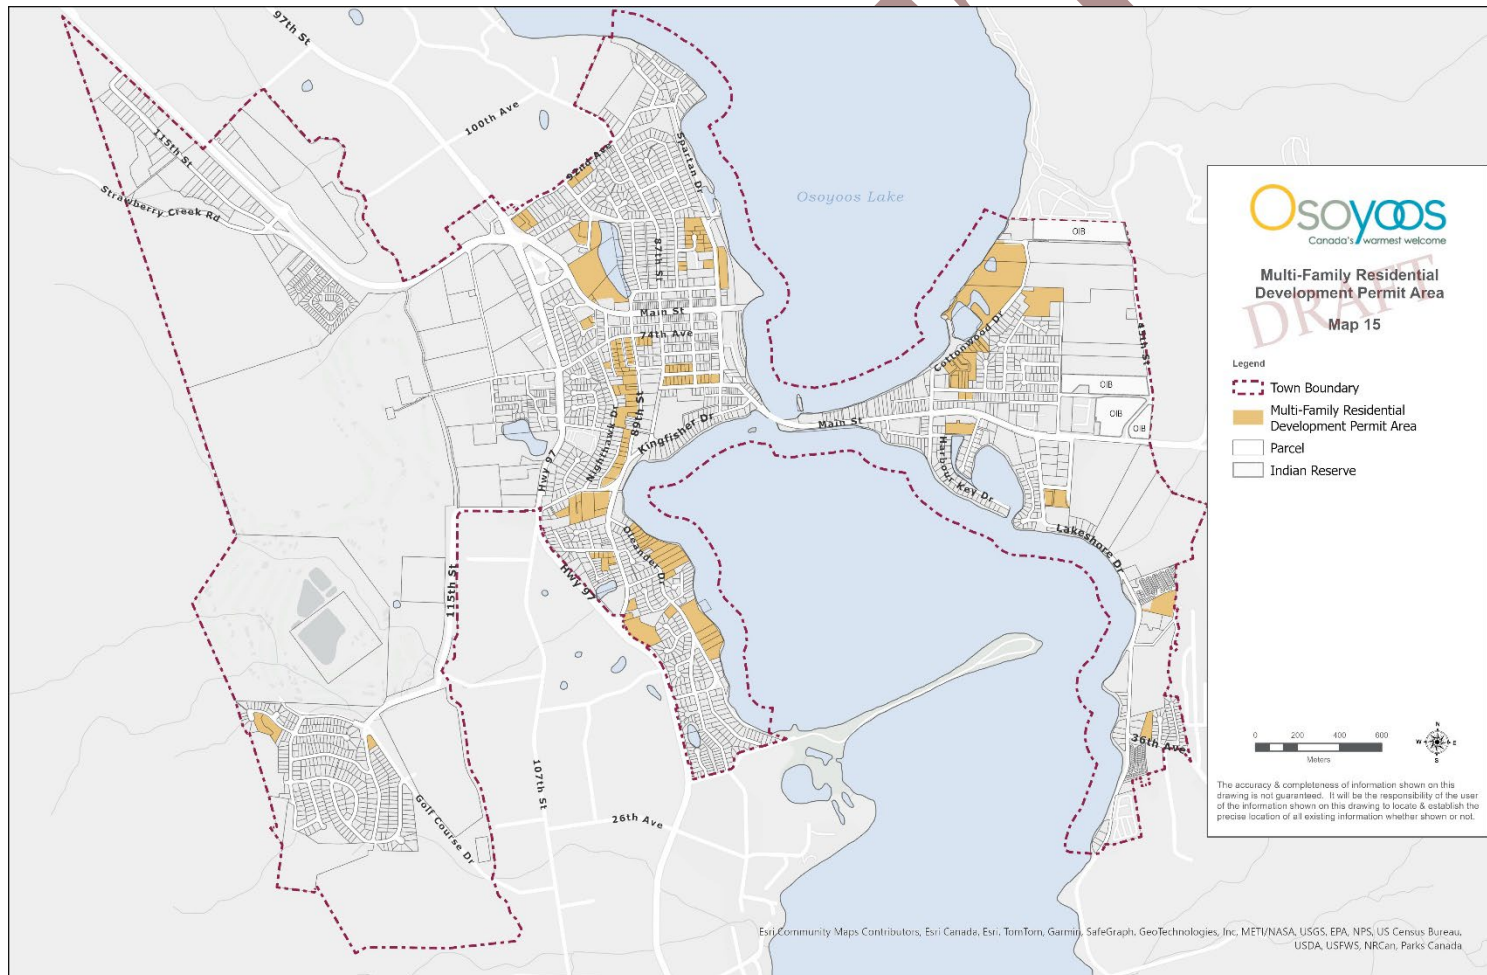 97th St
100th Ave
115th St
Strawberry Creek Rd
92nd Ave
Spartan Dr
87th St
Osoyoos Lake
OIB
Main St
74th Ave
Cottonwood Dr
45th St
OIB
OIB
OIB
89th St
Nighthawk Dr
Kingfisher Dr
Main St
Hwy 97
Harbour Key Dr
Oleander Dr
Lakeshore Dr
Hwy 97
115th St
36th Ave
107th St
Golf Course Dr
26th Ave
Osoyoos
Canada's warmest welcome
Multi-Family Residential
Development Permit Area
DRAFT
Map 15
Legend
Town Boundary
Multi-Family Residential
Development Permit Area
Parcel
Indian Reserve
0 200 400 600
Meters
N
W E
S
The accuracy & completeness of information shown on this
drawing is not guaranteed. It will be the responsibility of the user
of the information shown on this drawing to locate & establish the
precise location of all existing information whether shown or not.
Esri Community Maps Contributors, Esri Canada, Esri, TomTom, Garmin, SafeGraph, GeoTechnologies, Inc, METI/NASA, USGS, EPA, NPS, US Census Bureau,
USDA, USFWS, NRCan, Parks Canada